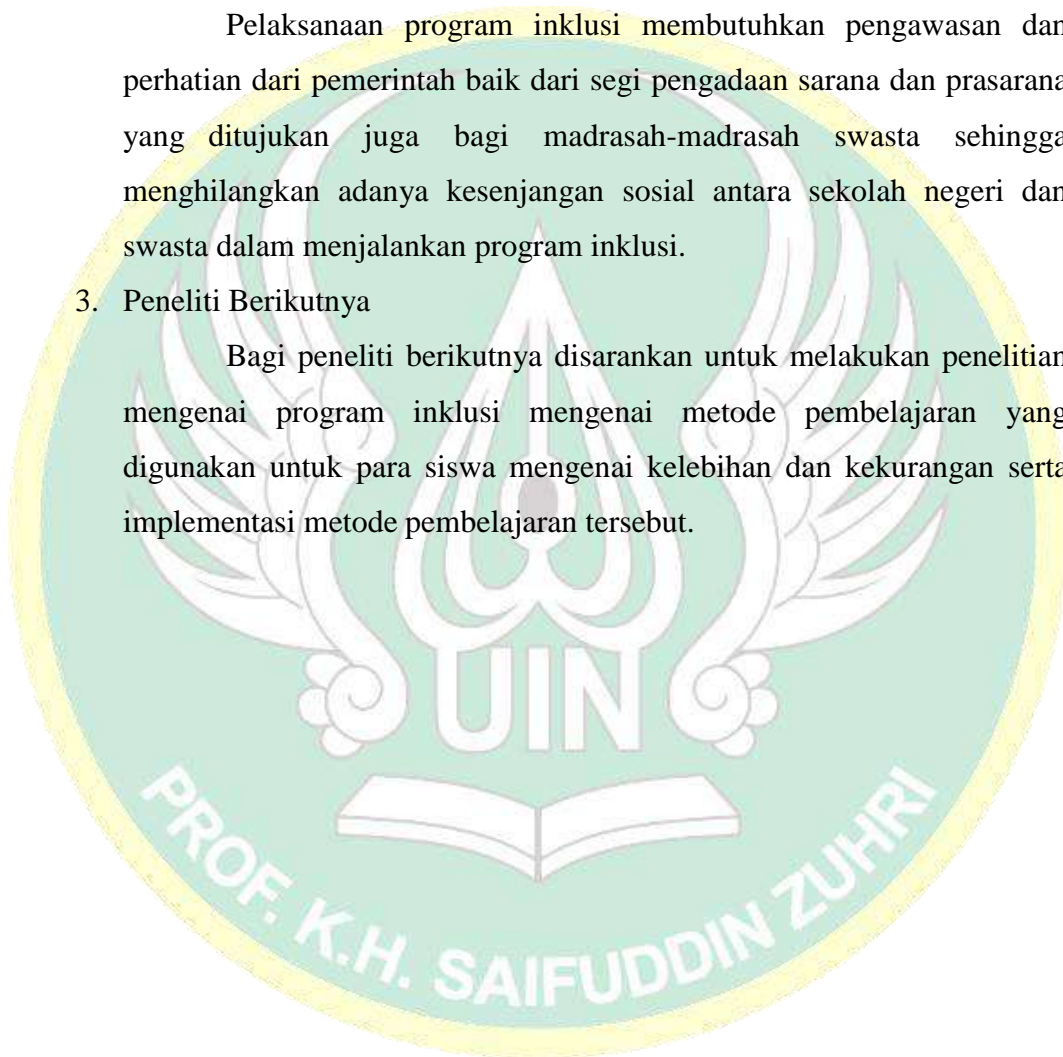 Pelaksanaan program inklusi membutuhkan pengawasan dan
perhatian dari pemerintah baik dari segi pengadaan sarana dan prasarana
yang ditujukan juga bagi madrasah-madrasah swasta sehingga
menghilangkan adanya kesenjangan sosial antara sekolah negeri dan
swasta dalam menjalankan program inklusi.
3. Peneliti Berikutnya
Bagi peneliti berikutnya disarankan untuk melakukan penelitian
mengenai program inklusi mengenai metode pembelajaran yang
digunakan untuk para siswa mengenai kelebihan dan kekurangan serta
implementasi metode pembelajaran tersebut.
UIN
PROF. K.H. SAIFUDDIN ZUHRI